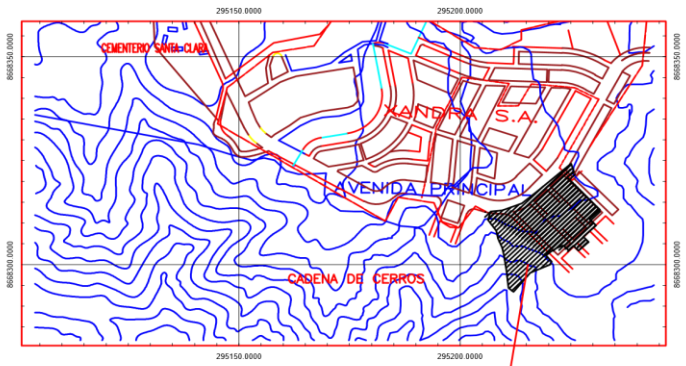 295150.0000 295200.0000
8668350.0000 8668350.0000
CEMENTERIO SANTA CLARA
XANDRA S.A.
AVENIDA PRINCIPAL
8668300.0000 8668300.0000
CADENA DE CERROS
295150.0000 295200.0000